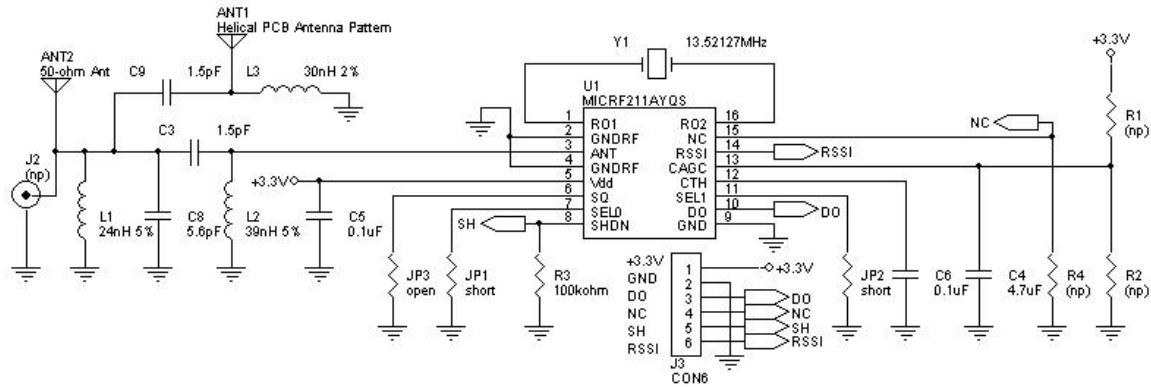 ANT1
Helical PCB Antenna Pattern
ANT2
50-ohm Ant
C9
1.5pF
L3
30nH 2%
Y1
13.52127MHz
+3.3V
U1
MICRF211AYQS
R1
(np)
1
RO1
RO2
16
2
GNDRF
NC
15
NC
3
ANT
RSSI
14
RSSI
4
GNDRF
CAGC
13
5
Vdd
CTH
12
6
SQ
SEL1
11
7
SEL0
DO
10
DO
8
SHDN
GND
9
C3
1.5pF
J2
(np)
+3.3V
SH
L1
24nH 5%
C8
5.6pF
L2
39nH 5%
C5
0.1uF
JP3
open
JP1
short
R3
100kohm
JP2
short
C6
0.1uF
C4
4.7uF
R4
(np)
R2
(np)
+3.3V
1
+3.3V
GND
2
DO
3
DO
NC
4
NC
SH
5
SH
RSSI
6
RSSI
J3
CON6